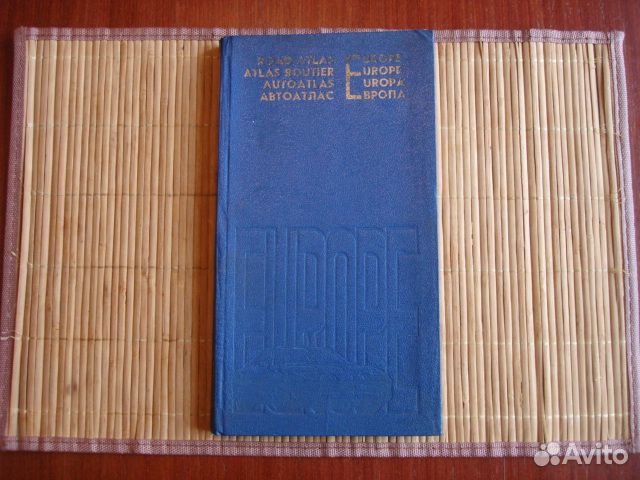 ROAD ATLAS EUROPE
ATLAS ROUTIER EUROPE
AUTOATLAS EUROPA
АВТОАТЛАС ЕВРОПА
EUROPE
Avito